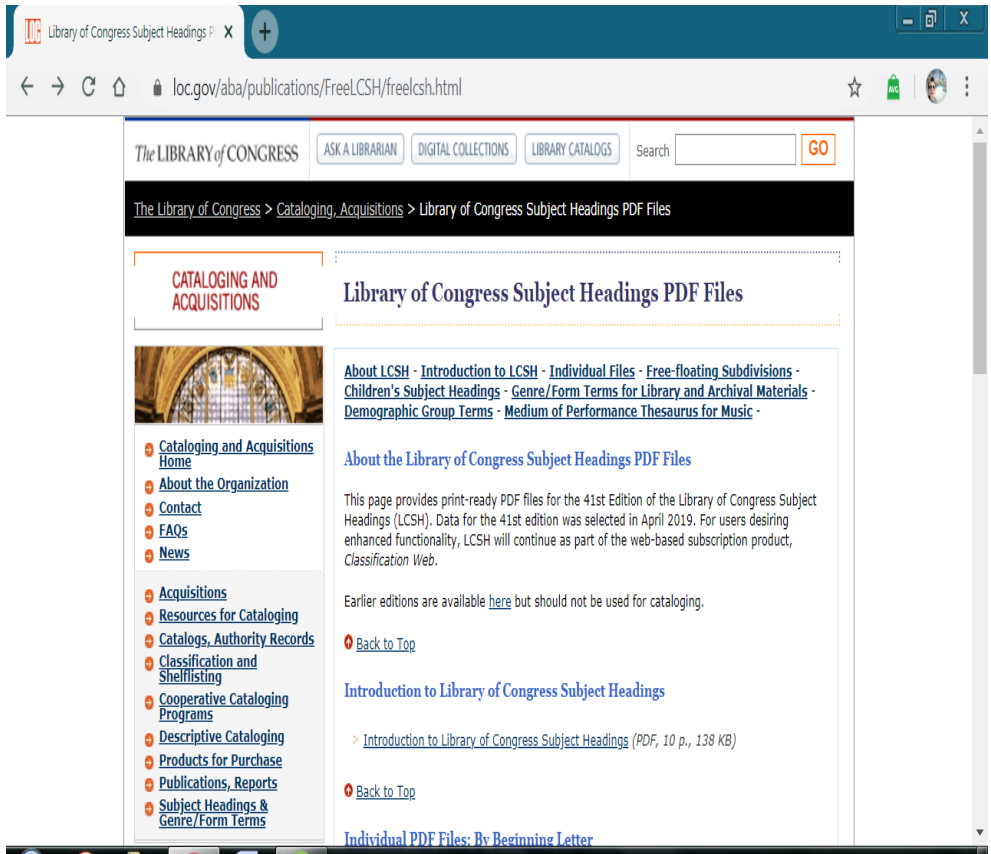 Library of Congress Subject Headings P
loc.gov/aba/publications/FreeLCSH/freelcsh.html
AVG
The LIBRARY of CONGRESS
ASK A LIBRARIAN
DIGITAL COLLECTIONS
LIBRARY CATALOGS
Search
GO
The Library of Congress > Cataloging, Acquisitions > Library of Congress Subject Headings PDF Files
CATALOGING AND
ACQUISITIONS
Cataloging and Acquisitions
Home
About the Organization
Contact
FAQs
News
Acquisitions
Resources for Cataloging
Catalogs, Authority Records
Classification and
Shelflisting
Cooperative Cataloging
Programs
Descriptive Cataloging
Products for Purchase
Publications, Reports
Subject Headings &
Genre/Form Terms
Library of Congress Subject Headings PDF Files
About LCSH - Introduction to LCSH - Individual Files - Free-floating Subdivisions -
Children's Subject Headings - Genre/Form Terms for Library and Archival Materials -
Demographic Group Terms - Medium of Performance Thesaurus for Music -
About the Library of Congress Subject Headings PDF Files
This page provides print-ready PDF files for the 41st Edition of the Library of Congress Subject
Headings (LCSH). Data for the 41st edition was selected in April 2019. For users desiring
enhanced functionality, LCSH will continue as part of the web-based subscription product,
Classification Web.
Earlier editions are available here but should not be used for cataloging.
Back to Top
Introduction to Library of Congress Subject Headings
> Introduction to Library of Congress Subject Headings (PDF, 10 p., 138 KB)
Back to Top
Individual PDF Files: By Beginning Letter